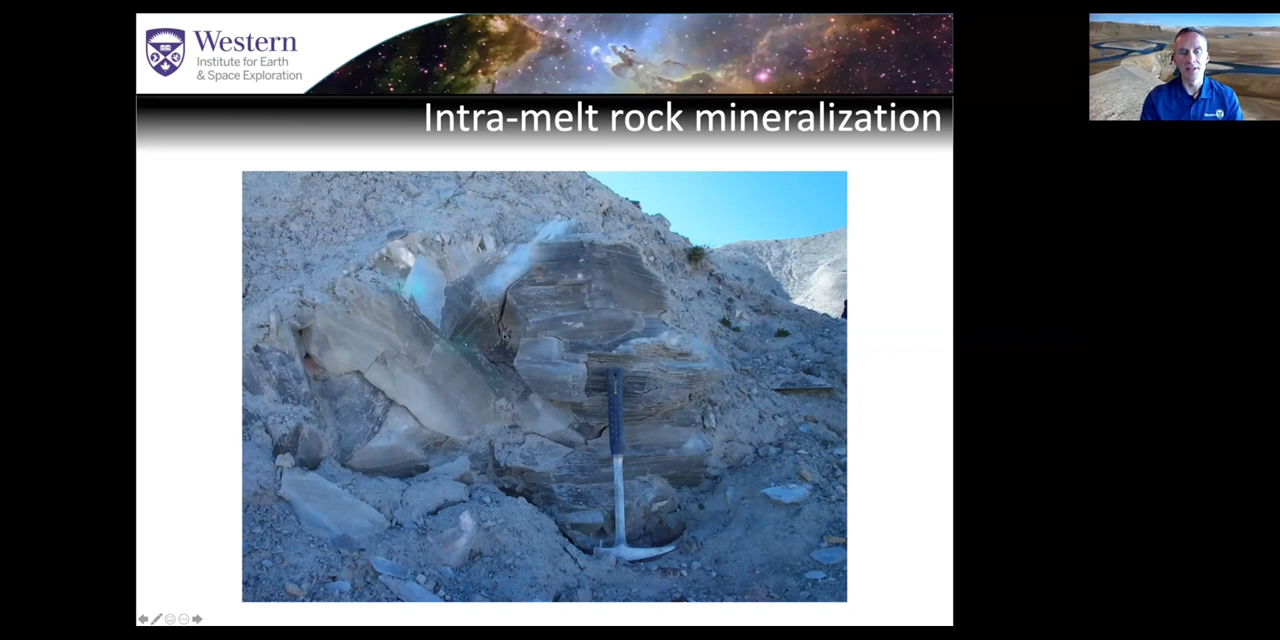 Western
Institute for Earth
& Space Exploration
Intra-melt rock mineralization